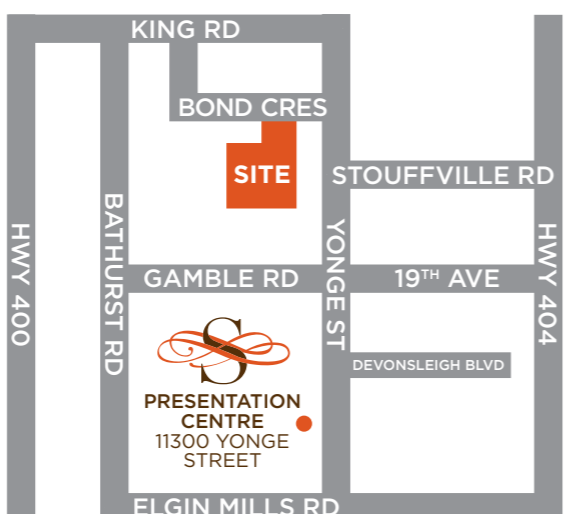 KING RD
BOND CRES
SITE
STOUFFVILLE RD
HWY 400
BATHURST RD
YONGE ST
HWY 404
GAMBLE RD
19TH AVE
S
DEVONSLEIGH BLVD
PRESENTATION
CENTRE
11300 YONGE
STREET
ELGIN MILLS RD